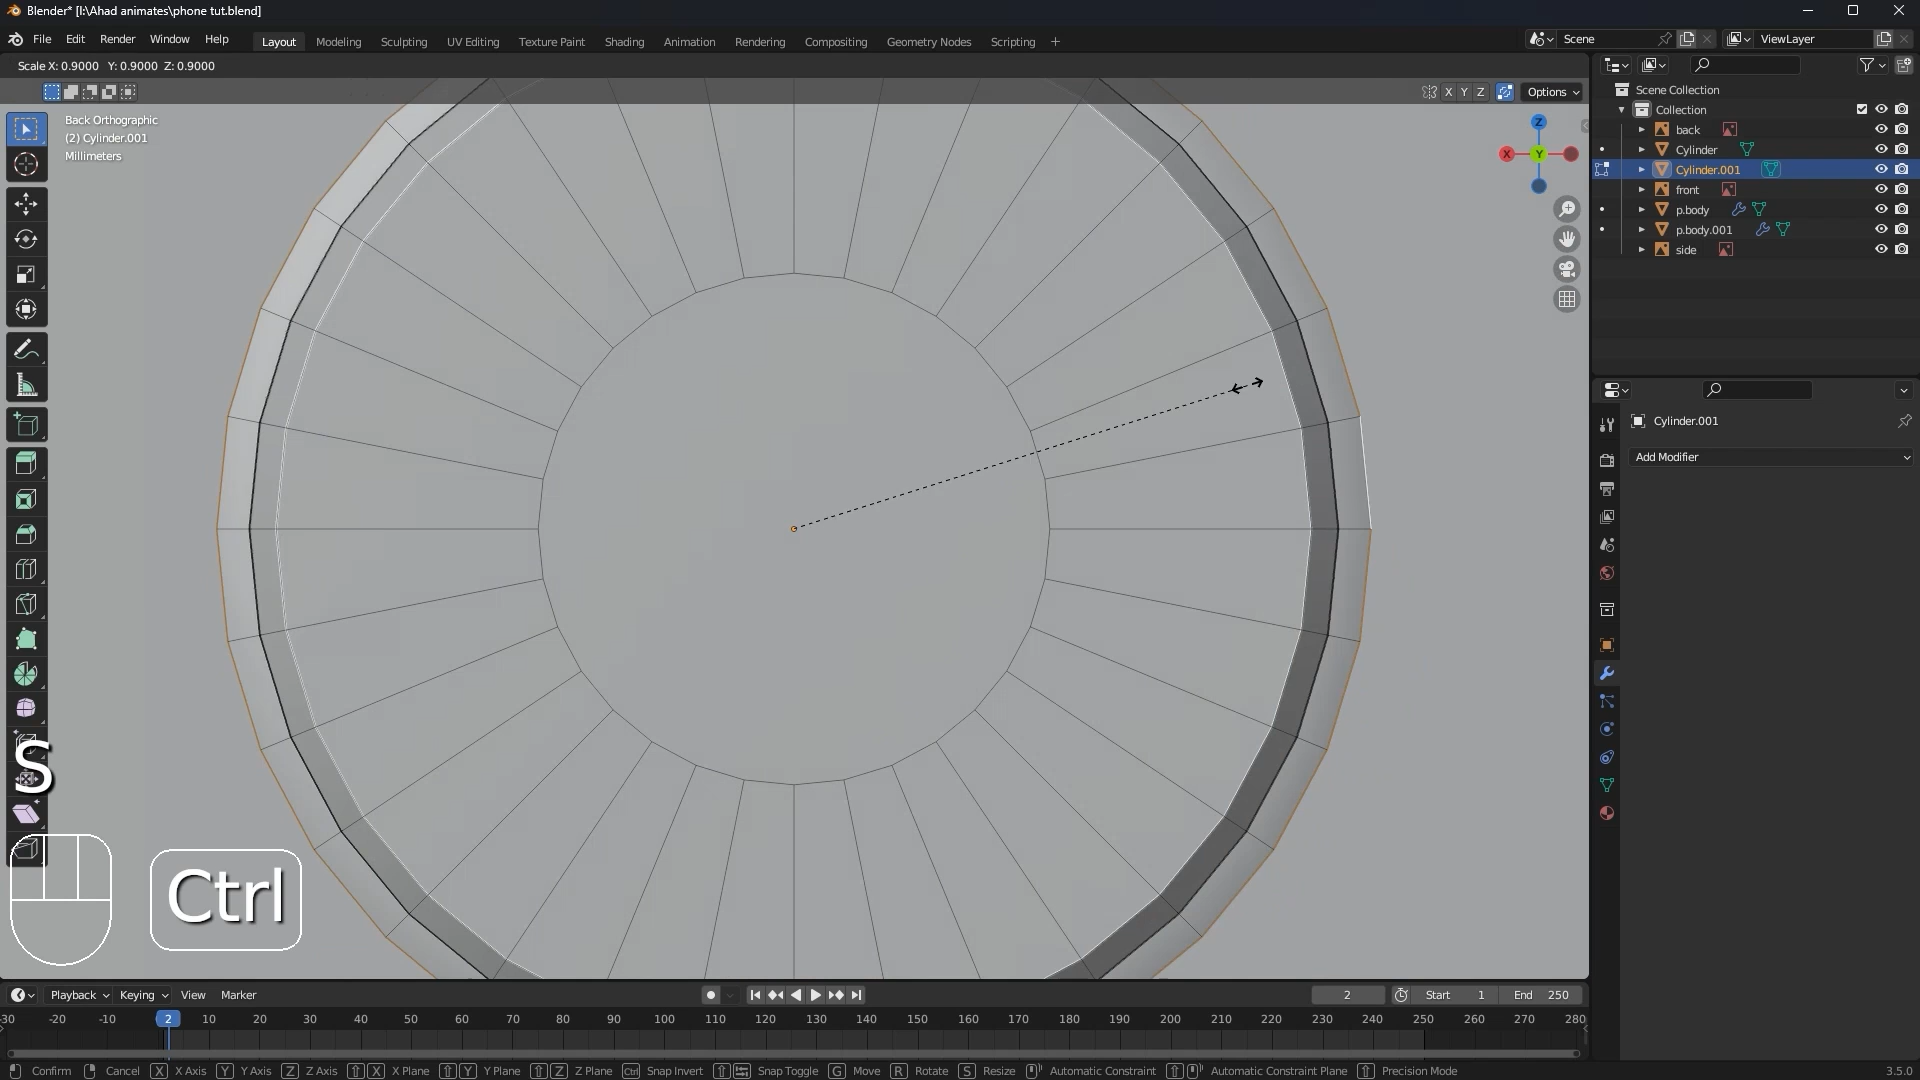 Blender* [I:\Ahad animates\phone tut.blend]
File Edit Render Window Help
Layout Modeling Sculpting UV Editing Texture Paint Shading Animation Rendering Compositing Geometry Nodes Scripting +
Scene ViewLayer
Scale X: 0.9000 Y: 0.9000 Z: 0.9000
X Y Z Options
Back Orthographic
(2) Cylinder.001
Millimeters
Z
X Y
Scene Collection
Collection
back
Cylinder
Cylinder.001
front
p.body
p.body.001
side
Cylinder.001
Add Modifier
S
Ctrl
Playback Keying View Marker
2 Start 1 End 250
-30 -20 -10 2 10 20 30 40 50 60 70 80 90 100 110 120 130 140 150 160 170 180 190 200 210 220 230 240 250 260 270 280
Confirm Cancel X X Axis Y Y Axis Z Z Axis X X Plane Y Y Plane Z Z Plane Ctrl Snap Invert Snap Toggle G Move R Rotate S Resize Automatic Constraint Automatic Constraint Plane Precision Mode 3.5.0